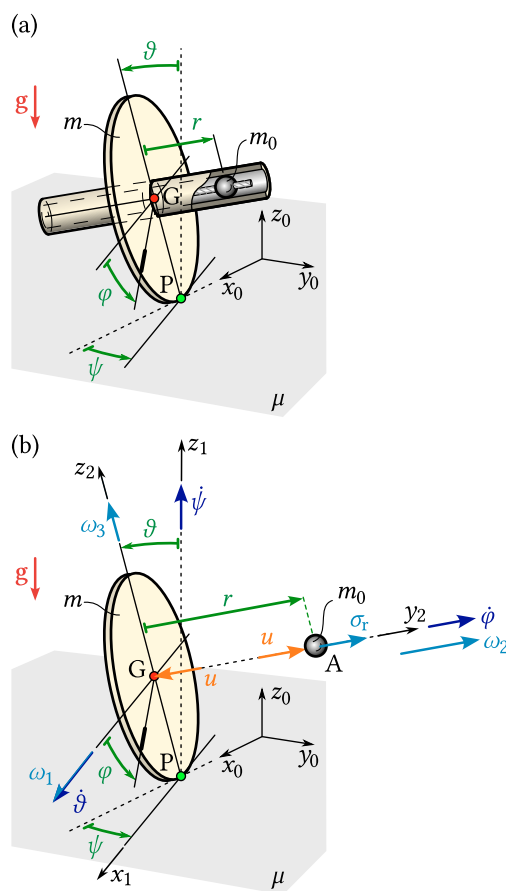 (a)
ϑ
g
m
r
m₀
G
z₀
P
x₀
y₀
φ
ψ
μ
(b)
z₁
z₂
ψ̇
ω₃
ϑ
g
m
r
m₀
y₂
φ̇
σᵣ
u
ω₂
A
G
u
z₀
P
x₀
y₀
ω₁
ϑ̇
φ
ψ
x₁
μ